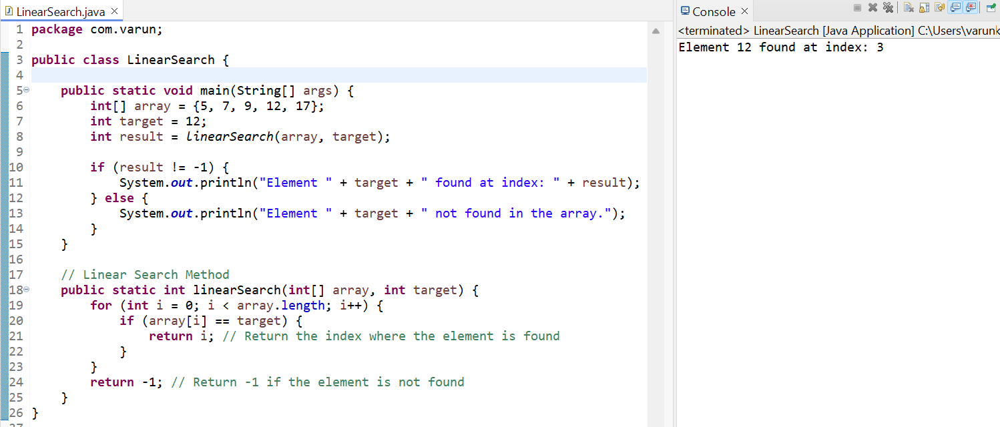 LinearSearch.java
1 package com.varun;
2
3 public class LinearSearch {
4
5     public static void main(String[] args) {
6         int[] array = {5, 7, 9, 12, 17};
7         int target = 12;
8         int result = linearSearch(array, target);
9
10         if (result != -1) {
11             System.out.println("Element " + target + " found at index: " + result);
12         } else {
13             System.out.println("Element " + target + " not found in the array.");
14         }
15     }
16
17     // Linear Search Method
18     public static int linearSearch(int[] array, int target) {
19         for (int i = 0; i < array.length; i++) {
20             if (array[i] == target) {
21                 return i; // Return the index where the element is found
22             }
23         }
24         return -1; // Return -1 if the element is not found
25     }
26 }
27
Console
<terminated> LinearSearch [Java Application] C:\Users\varunk
Element 12 found at index: 3